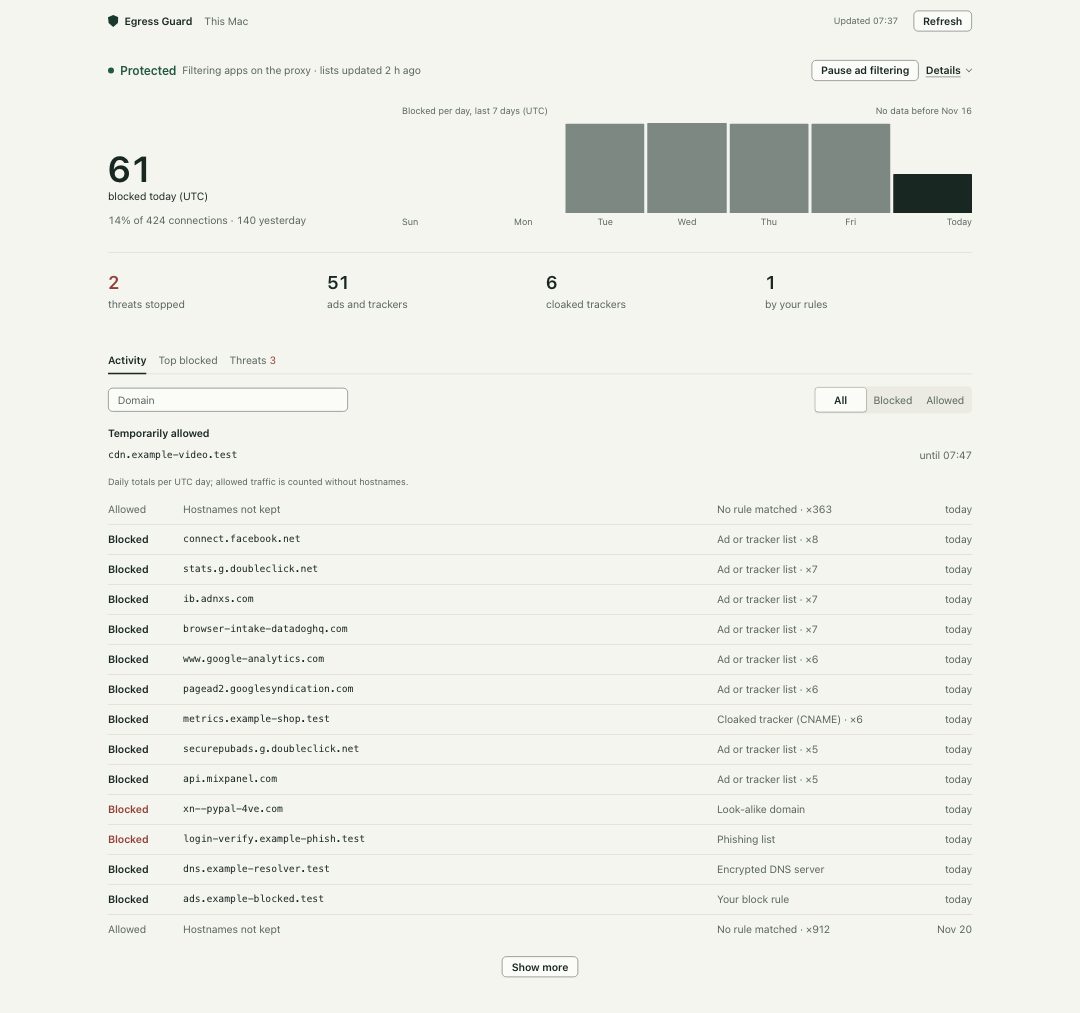 Egress Guard This Mac Updated 07:37 Refresh
Protected Filtering apps on the proxy · lists updated 2 h ago Pause ad filtering Details
Blocked per day, last 7 days (UTC) No data before Nov 16
61
blocked today (UTC)
14% of 424 connections · 140 yesterday
Sun Mon Tue Wed Thu Fri Today
2 51 6 1
threats stopped ads and trackers cloaked trackers by your rules
Activity Top blocked Threats 3
Domain All Blocked Allowed
Temporarily allowed
cdn.example-video.test until 07:47
Daily totals per UTC day; allowed traffic is counted without hostnames.
Allowed Hostnames not kept No rule matched · ×363 today
Blocked connect.facebook.net Ad or tracker list · ×8 today
Blocked stats.g.doubleclick.net Ad or tracker list · ×7 today
Blocked ib.adnxs.com Ad or tracker list · ×7 today
Blocked browser-intake-datadoghq.com Ad or tracker list · ×7 today
Blocked www.google-analytics.com Ad or tracker list · ×6 today
Blocked pagead2.googlesyndication.com Ad or tracker list · ×6 today
Blocked metrics.example-shop.test Cloaked tracker (CNAME) · ×6 today
Blocked securepubads.g.doubleclick.net Ad or tracker list · ×5 today
Blocked api.mixpanel.com Ad or tracker list · ×5 today
Blocked xn--pypal-4ve.com Look-alike domain today
Blocked login-verify.example-phish.test Phishing list today
Blocked dns.example-resolver.test Encrypted DNS server today
Blocked ads.example-blocked.test Your block rule today
Allowed Hostnames not kept No rule matched · ×912 Nov 20
Show more